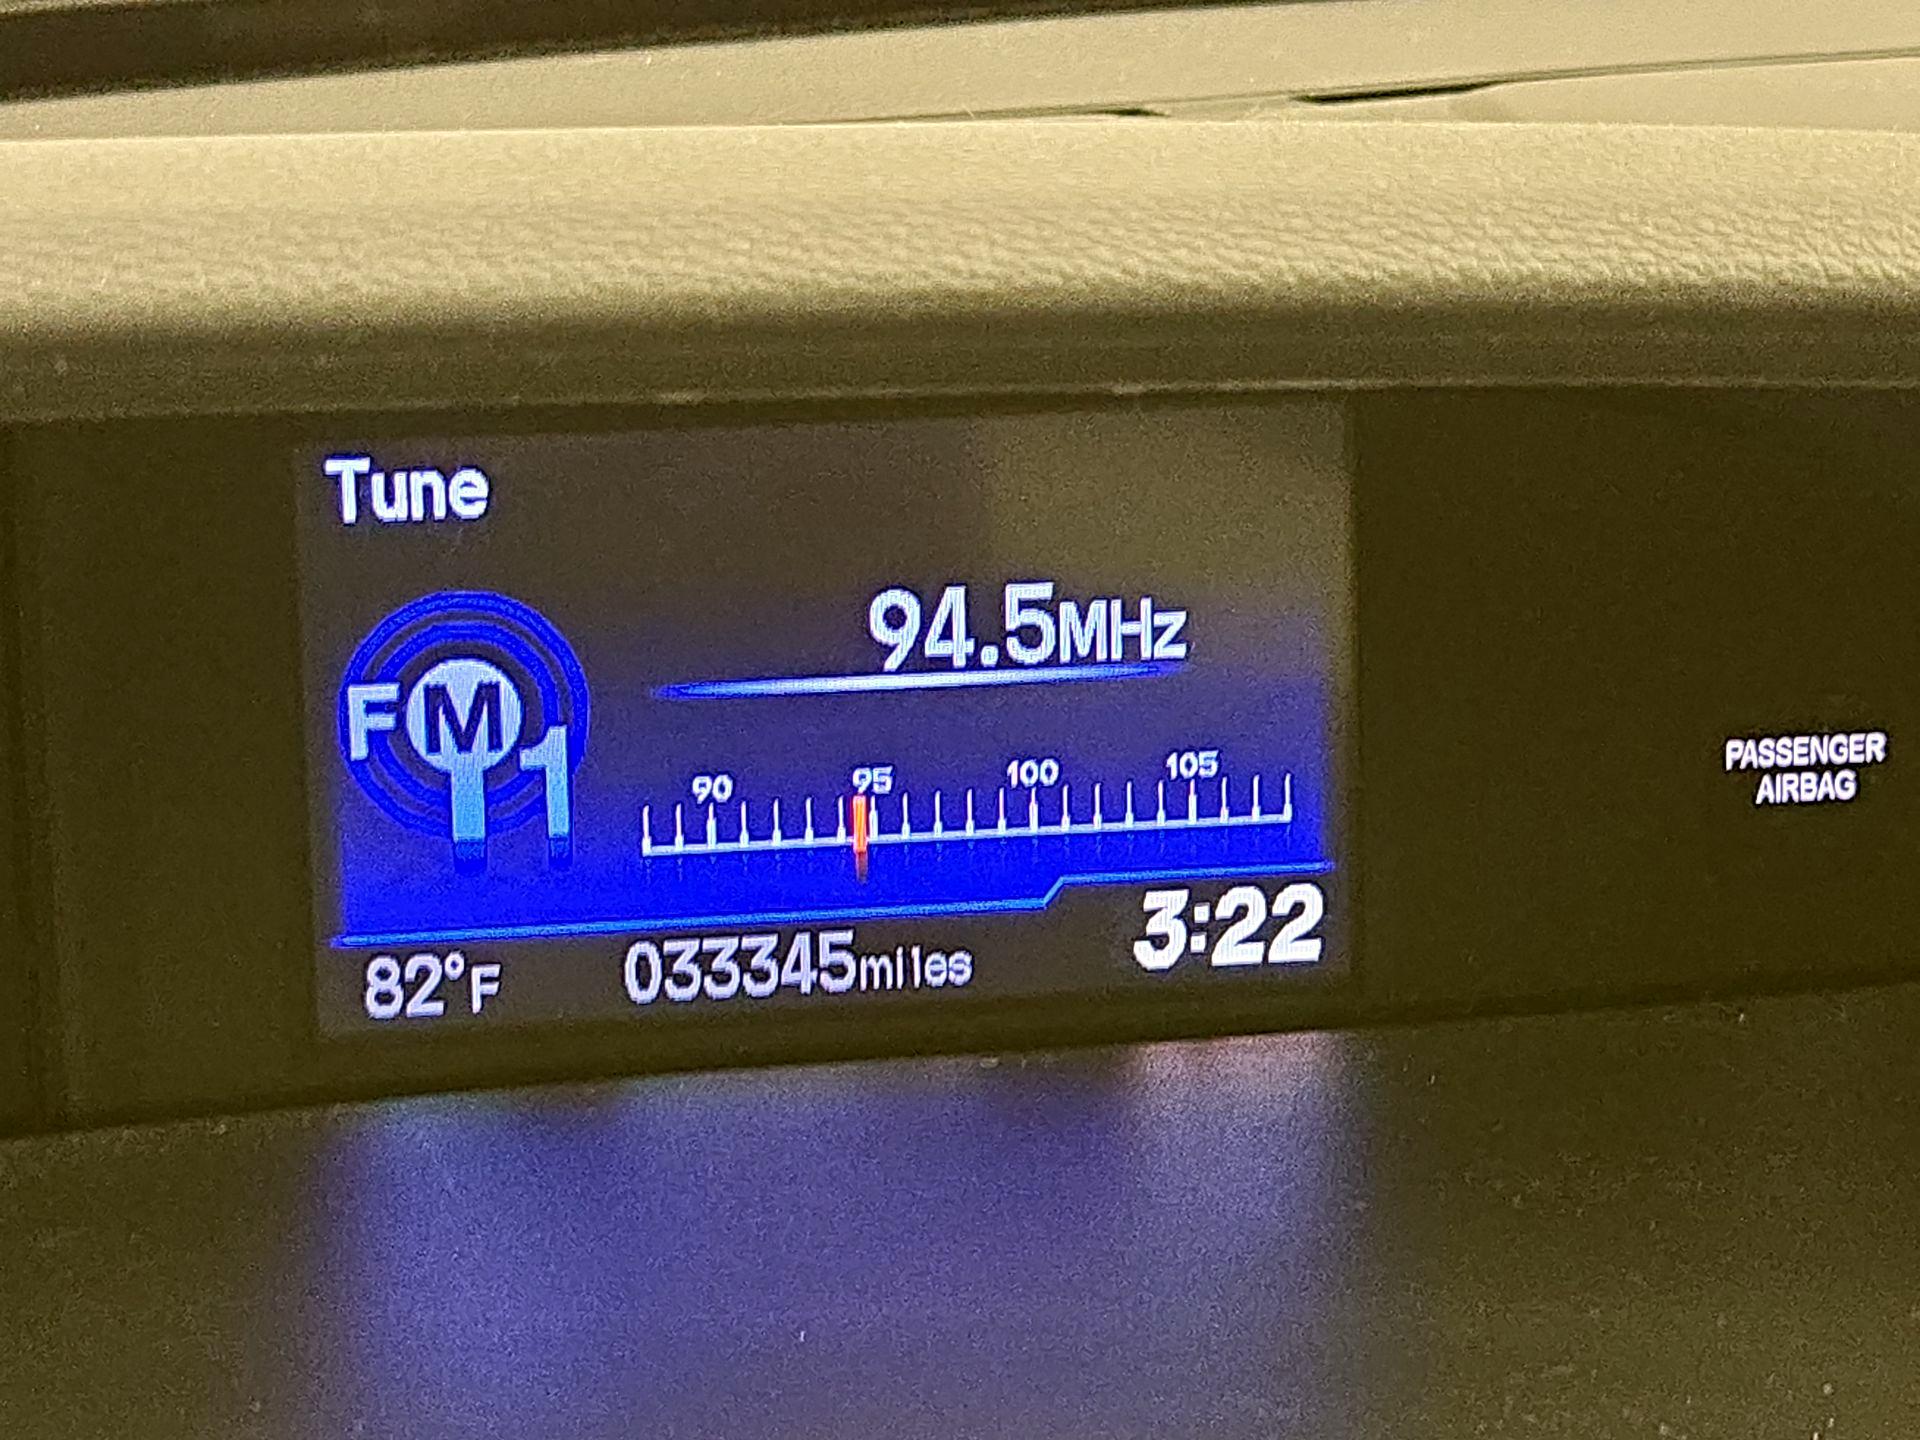 Tune
94.5MHz
FM1
90 95 100 105
82°F 033345miles 3:22
PASSENGER
AIRBAG